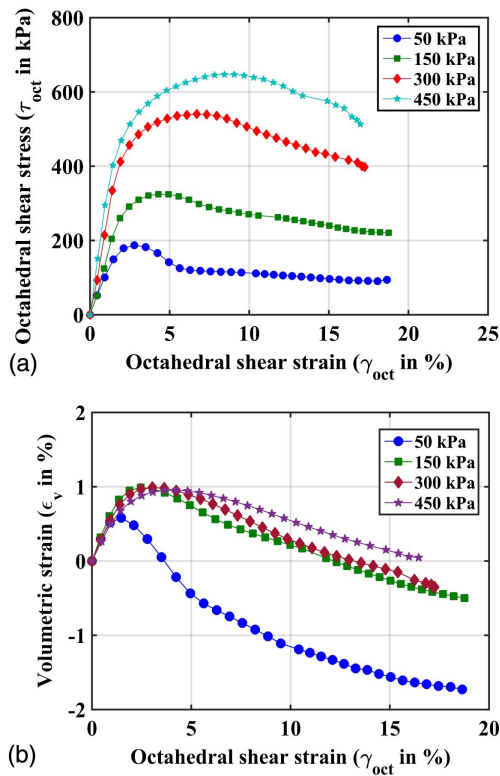 800
600
400
200
0
0 5 10 15 20 25
Octahedral shear stress (τoct in kPa)
Octahedral shear strain (γoct in %)
50 kPa
150 kPa
300 kPa
450 kPa
(a)
2
1
0
-1
-2
0 5 10 15 20
Volumetric strain (ϵv in %)
Octahedral shear strain (γoct in %)
50 kPa
150 kPa
300 kPa
450 kPa
(b)